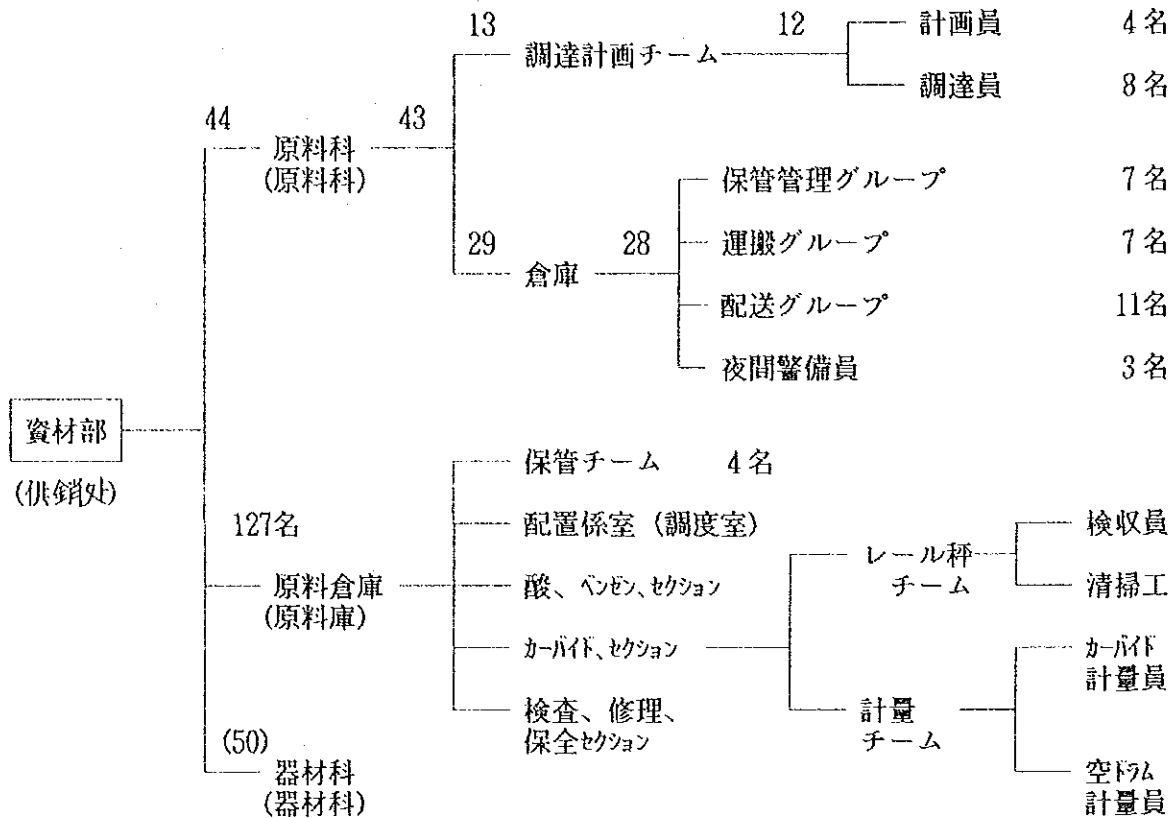 13 12 計画員 4名
調達計画チーム
調達員 8名
44 43
原料科
(原料科)
保管管理グループ 7名
29 28 運搬グループ 7名
倉庫
配送グループ 11名
夜間警備員 3名
資材部
(供銷处)
保管チーム 4名
127名 配置係室 (調度室) 検収員
レール秤
チーム
原料倉庫 酸、ベンゼン、セクション 清掃工
(原料庫)
カーバイド、セクション カーバイド
計量員
検査、修理、 計量
保全セクション チーム
(50)
器材科 空ドラム
(器材科) 計量員